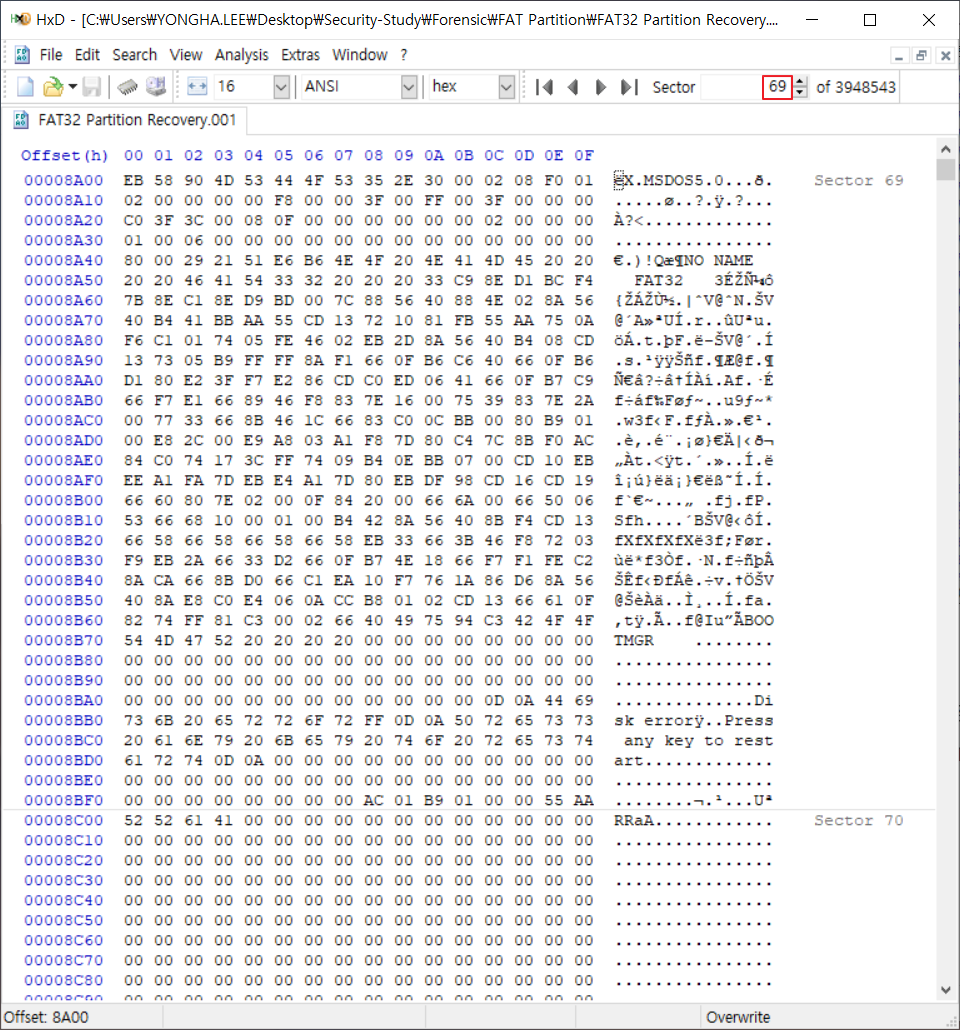 HxD - [C:₩Users₩YONGHA.LEE₩Desktop₩Security-Study₩Forensic₩FAT Partition₩FAT32 Partition Recovery....
File Edit Search View Analysis Extras Window ?
16 ANSI hex Sector 69 of 3948543
FAT32 Partition Recovery.001
Offset(h) 00 01 02 03 04 05 06 07 08 09 0A 0B 0C 0D 0E 0F
00008A00 EB 58 90 4D 53 44 4F 53 35 2E 30 00 02 08 F0 01 ëX.MSDOS5.0...ð. Sector 69
00008A10 02 00 00 00 00 F8 00 00 3F 00 FF 00 3F 00 00 00 .....ø..?.ÿ.?...
00008A20 C0 3F 3C 00 08 0F 00 00 00 00 00 00 02 00 00 00 À?<.............
00008A30 01 00 06 00 00 00 00 00 00 00 00 00 00 00 00 00 ................
00008A40 80 00 29 21 51 E6 B6 4E 4F 20 4E 41 4D 45 20 20 €.)!Qæ¶NO NAME
00008A50 20 20 46 41 54 33 32 20 20 20 33 C9 8E D1 BC F4 FAT32 3ÉŽÑ¼ô
00008A60 7B 8E C1 8E D9 BD 00 7C 88 56 40 88 4E 02 8A 56 {ŽÁŽÙ½.|ˆV@ˆN.ŠV
00008A70 40 B4 41 BB AA 55 CD 13 72 10 81 FB 55 AA 75 0A @´A»ªUÍ.r..ûUªu.
00008A80 F6 C1 01 74 05 FE 46 02 EB 2D 8A 56 40 B4 08 CD öÁ.t.þF.ë-ŠV@´.Í
00008A90 13 73 05 B9 FF FF 8A F1 66 0F B6 C6 40 66 0F B6 .s.¹ÿÿŠñf.¶Æ@f.¶
00008AA0 D1 80 E2 3F F7 E2 86 CD C0 ED 06 41 66 0F B7 C9 Ñ€â?÷â†ÍÀí.Af.·É
00008AB0 66 F7 E1 66 89 46 F8 83 7E 16 00 75 39 83 7E 2A f÷áf‰Føƒ~..u9ƒ~*
00008AC0 00 77 33 66 8B 46 1C 66 83 C0 0C BB 00 80 B9 01 .w3f‹F.fƒÀ.».€¹.
00008AD0 00 E8 2C 00 E9 A8 03 A1 F8 7D 80 C4 7C 8B F0 AC .è,.é¨.¡ø}€Ä|‹ð¬
00008AE0 84 C0 74 17 3C FF 74 09 B4 0E BB 07 00 CD 10 EB „Àt.<ÿt.´.»..Í.ë
00008AF0 EE A1 FA 7D EB E4 A1 7D 80 EB DF 98 CD 16 CD 19 î¡ú}ëä¡}€ëß˜Í.Í.
00008B00 66 60 80 7E 02 00 0F 84 20 00 66 6A 00 66 50 06 f`€~...„ .fj.fP.
00008B10 53 66 68 10 00 01 00 B4 42 8A 56 40 8B F4 CD 13 Sfh....´BŠV@‹ôÍ.
00008B20 66 58 66 58 66 58 66 58 EB 33 66 3B 46 F8 72 03 fXfXfXfXë3f;Før.
00008B30 F9 EB 2A 66 33 D2 66 0F B7 4E 18 66 F7 F1 FE C2 ùë*f3Òf.·N.f÷ñþÂ
00008B40 8A CA 66 8B D0 66 C1 EA 10 F7 76 1A 86 D6 8A 56 ŠÊf‹ÐfÁê.÷v.†ÖŠV
00008B50 40 8A E8 C0 E4 06 0A CC B8 01 02 CD 13 66 61 0F @ŠèÀä..Ì¸..Í.fa.
00008B60 82 74 FF 81 C3 00 02 66 40 49 75 94 C3 42 4F 4F ‚tÿ.Ã..f@Iu”ÃBOO
00008B70 54 4D 47 52 20 20 20 20 00 00 00 00 00 00 00 00 TMGR ........
00008B80 00 00 00 00 00 00 00 00 00 00 00 00 00 00 00 00 ................
00008B90 00 00 00 00 00 00 00 00 00 00 00 00 00 00 00 00 ................
00008BA0 00 00 00 00 00 00 00 00 00 00 00 00 0D 0A 44 69 ..............Di
00008BB0 73 6B 20 65 72 72 6F 72 FF 0D 0A 50 72 65 73 73 sk errorÿ..Press
00008BC0 20 61 6E 79 20 6B 65 79 20 74 6F 20 72 65 73 74 any key to rest
00008BD0 61 72 74 0D 0A 00 00 00 00 00 00 00 00 00 00 00 art.............
00008BE0 00 00 00 00 00 00 00 00 00 00 00 00 00 00 00 00 ................
00008BF0 00 00 00 00 00 00 00 00 AC 01 B9 01 00 00 55 AA ........¬.¹...Uª
00008C00 52 52 61 41 00 00 00 00 00 00 00 00 00 00 00 00 RRaA............ Sector 70
00008C10 00 00 00 00 00 00 00 00 00 00 00 00 00 00 00 00 ................
00008C20 00 00 00 00 00 00 00 00 00 00 00 00 00 00 00 00 ................
00008C30 00 00 00 00 00 00 00 00 00 00 00 00 00 00 00 00 ................
00008C40 00 00 00 00 00 00 00 00 00 00 00 00 00 00 00 00 ................
00008C50 00 00 00 00 00 00 00 00 00 00 00 00 00 00 00 00 ................
00008C60 00 00 00 00 00 00 00 00 00 00 00 00 00 00 00 00 ................
00008C70 00 00 00 00 00 00 00 00 00 00 00 00 00 00 00 00 ................
00008C80 00 00 00 00 00 00 00 00 00 00 00 00 00 00 00 00 ................
Offset: 8A00 Overwrite